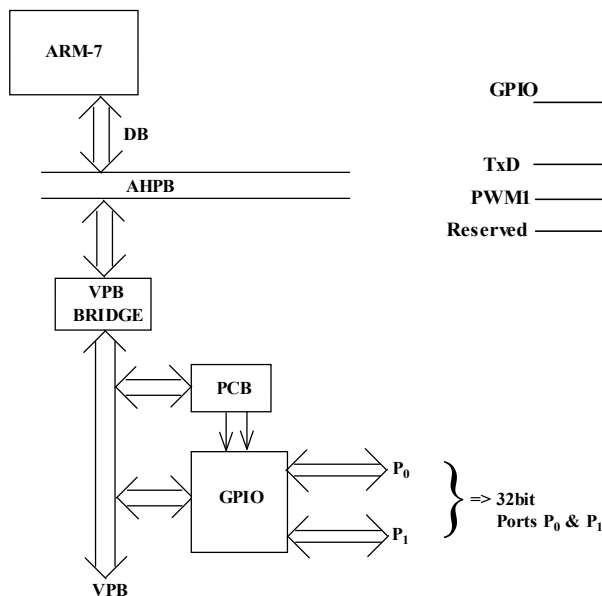 ARM-7
DB
AHPB
VPB
BRIDGE
PCB
GPIO
P₀
P₁
VPB
} => 32bit
Ports P₀ & P₁
GPIO
TxD
PWM1
Reserved